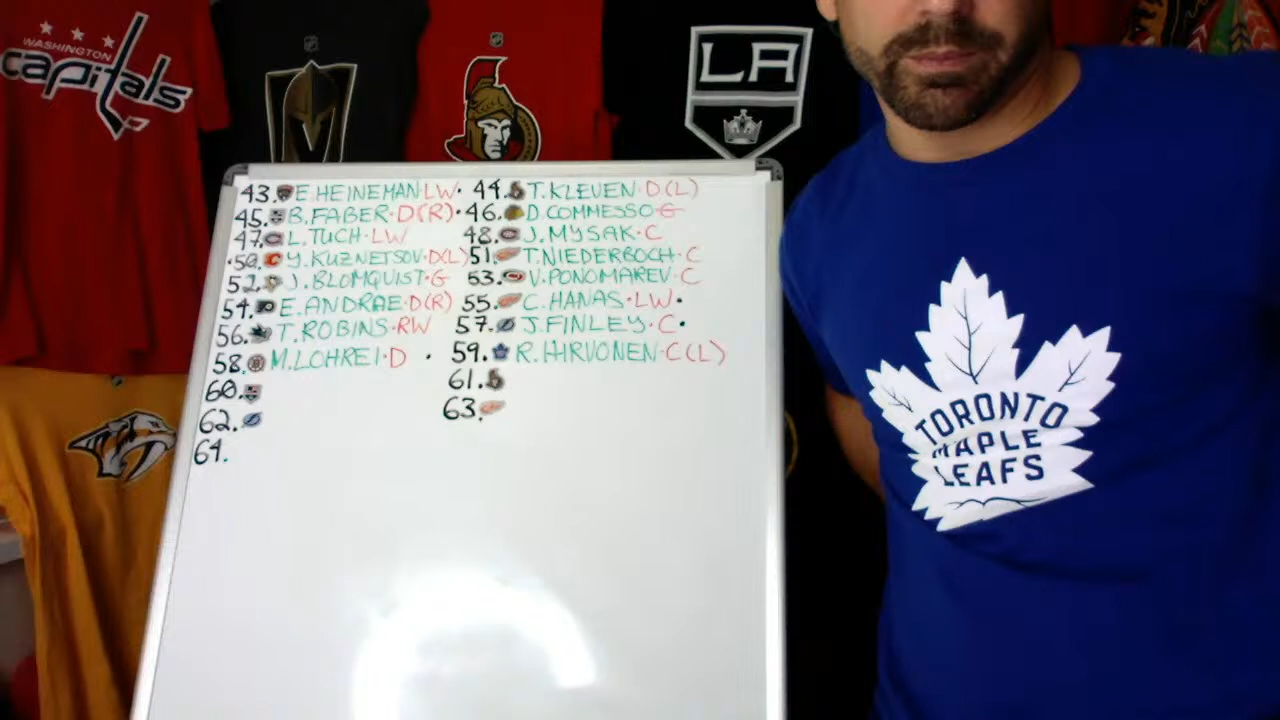 WASHINGTON
capitals
LA
43. E. HEINEMAN·LW· 44. T. KLEVEN·D(L)
45. B. FABER·D(R)· 46. D. COMMESSO·G
47. L. TUCH·LW 48. J. MYSAK·C
·50. Y. KUZNETSOV·D(L) 51. T. NIEDERBOCH·C
52. J. BLOMQUIST·G 53. V. PONOMAREV·C
54. E. ANDRAE·D(R) 55. C. HANAS·LW·
56. T. ROBINS·RW 57. J. FINLEY·C·
58. M. LOHREI·D · 59. R. HIRVONEN·C(L)
60. 61.
62. 63.
64.
TORONTO
MAPLE
LEAFS